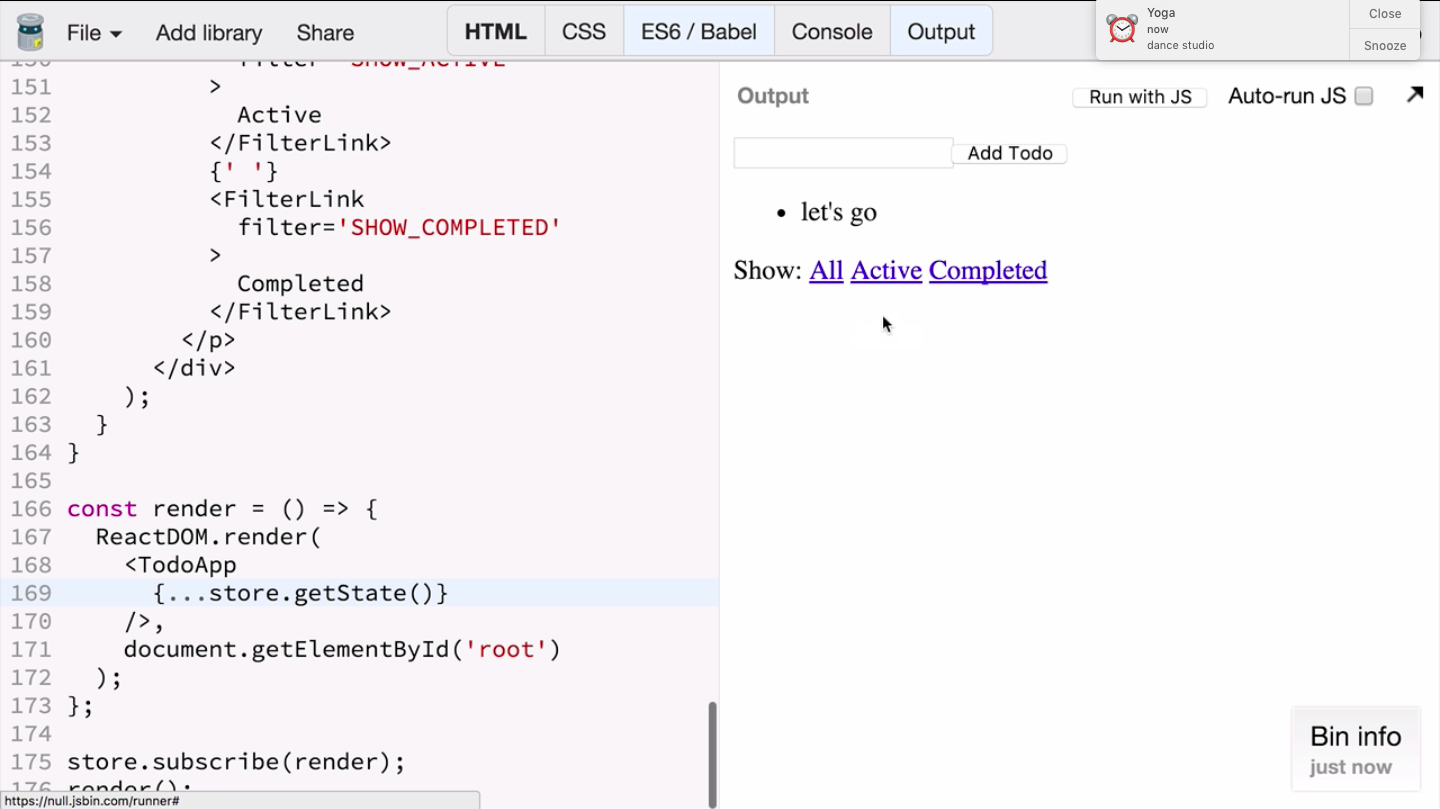 File Add library Share HTML CSS ES6 / Babel Console Output
Yoga
now
dance studio
Close
Snooze
filter='SHOW_ACTIVE'
151 >
152 Active
153 </FilterLink>
154 {' '}
155 <FilterLink
156 filter='SHOW_COMPLETED'
157 >
158 Completed
159 </FilterLink>
160 </p>
161 </div>
162 );
163 }
164 }
165
166 const render = () => {
167 ReactDOM.render(
168 <TodoApp
169 {...store.getState()}
170 />,
171 document.getElementById('root')
172 );
173 };
174
175 store.subscribe(render);
176 render();
https://null.jsbin.com/runner#
Output Run with JS Auto-run JS
Add Todo
• let's go
Show: All Active Completed
Bin info
just now